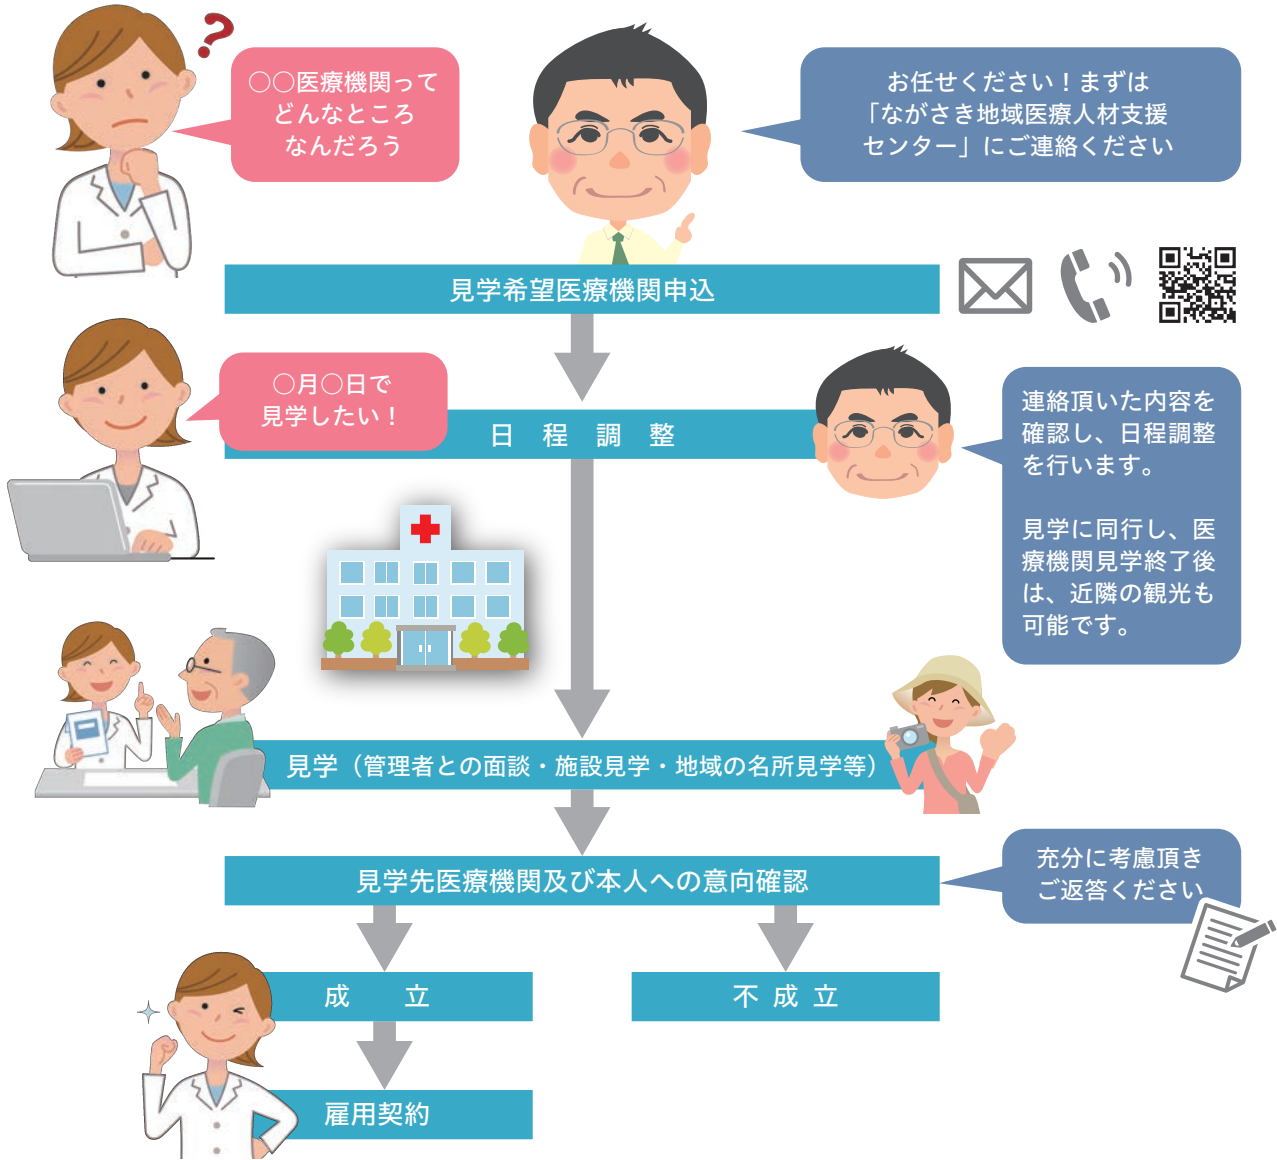 ○○医療機関って
どんなところ
なんだろう
お任せください！まずは
「ながさき地域医療人材支援
センター」にご連絡ください
見学希望医療機関申込
○月○日で
見学したい！
日　程　調　整
連絡頂いた内容を
確認し、日程調整
を行います。
見学に同行し、医
療機関見学終了後
は、近隣の観光も
可能です。
見学（管理者との面談・施設見学・地域の名所見学等）
見学先医療機関及び本人への意向確認
充分に考慮頂き
ご返答ください
成　　立
不 成 立
雇用契約